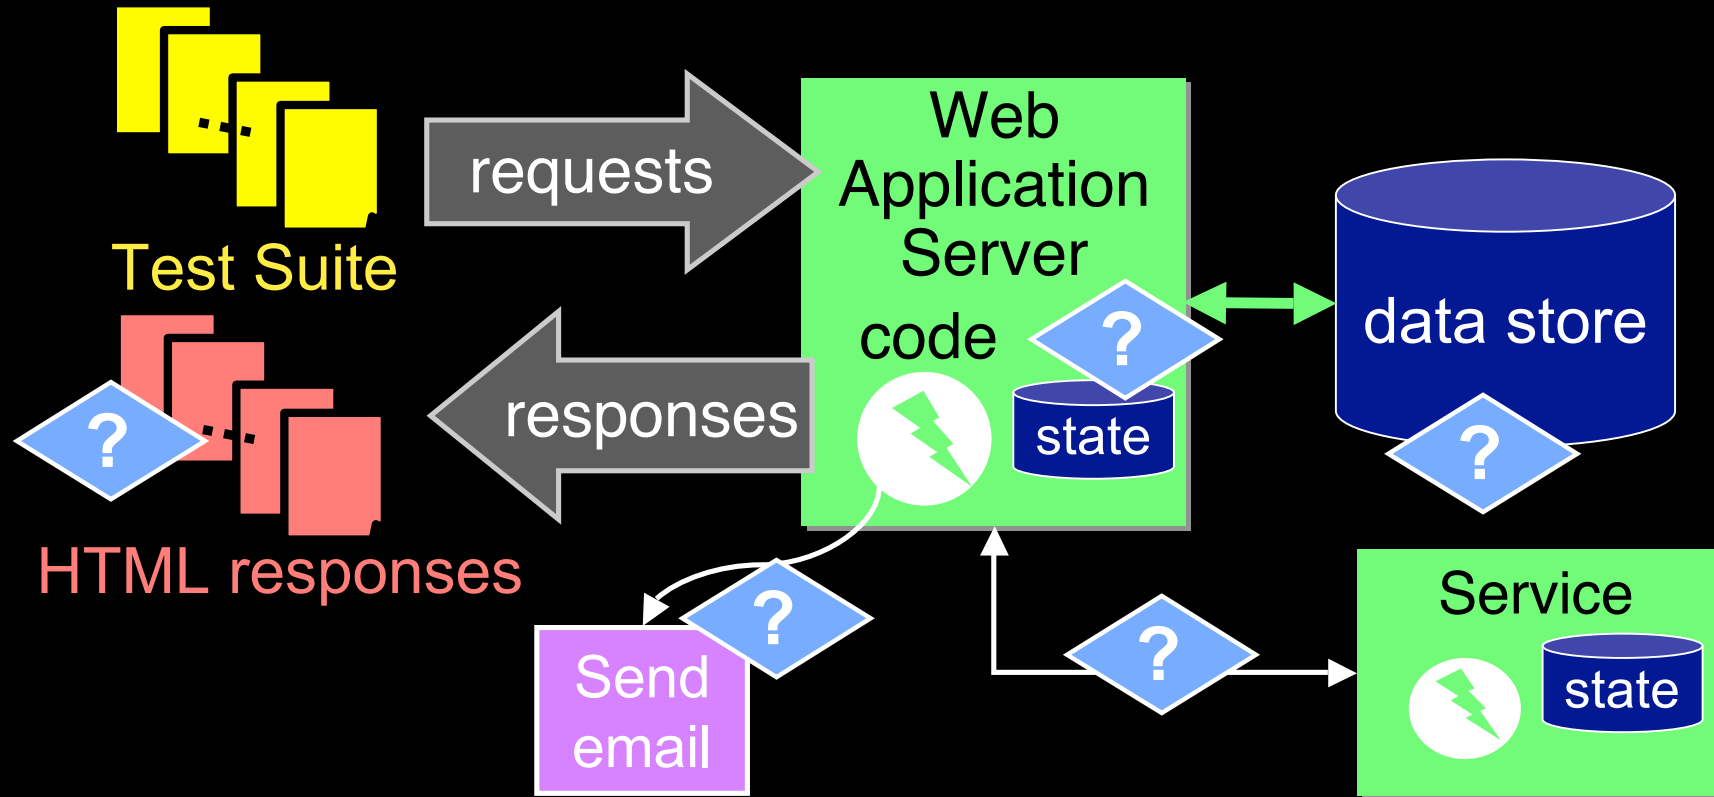 Test Suite
requests
Web
Application
Server
code
?
state
data store
?
responses
?
HTML responses
?
Send
email
?
Service
state